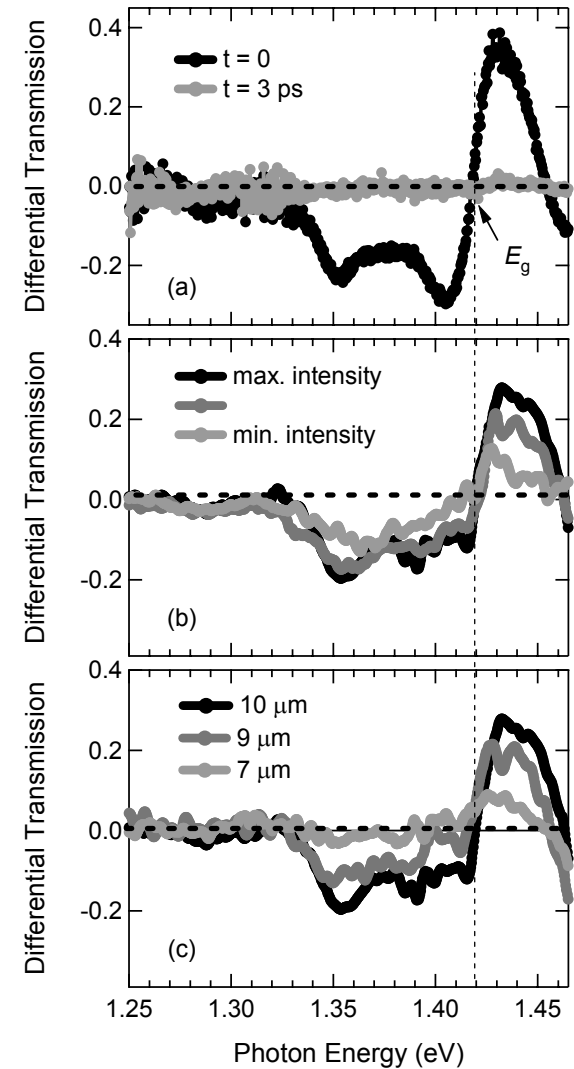 Differential Transmission
0.4
0.2
0.0
-0.2
t = 0
t = 3 ps
E_g
(a)
Differential Transmission
0.4
0.2
0.0
-0.2
max. intensity
min. intensity
(b)
Differential Transmission
0.4
0.2
0.0
-0.2
10 μm
9 μm
7 μm
(c)
1.25 1.30 1.35 1.40 1.45
Photon Energy (eV)